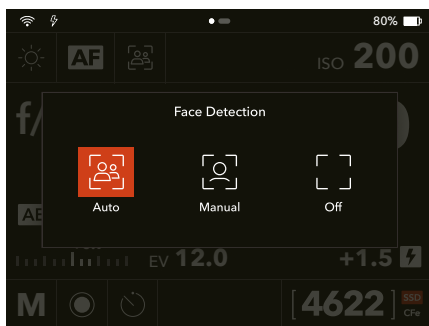 80%
AF
ISO 200
f/
Face Detection
Auto
Manual
Off
AE
EV 12.0
+1.5
M
[4622]
SSD
CFe